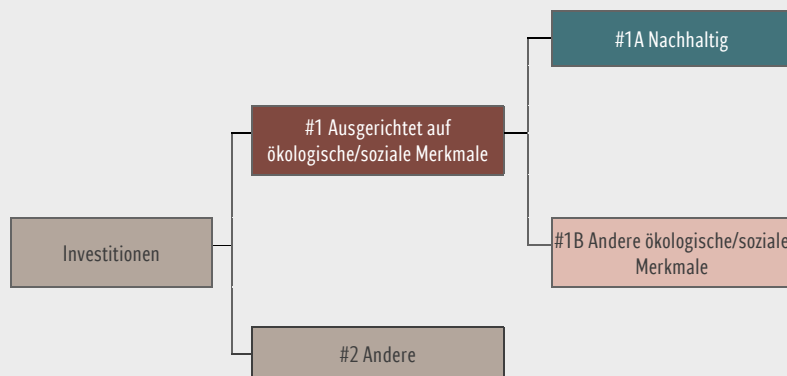 #1A Nachhaltig
#1 Ausgerichtet auf
ökologische/soziale Merkmale
Investitionen
#1B Andere ökologische/soziale
Merkmale
#2 Andere